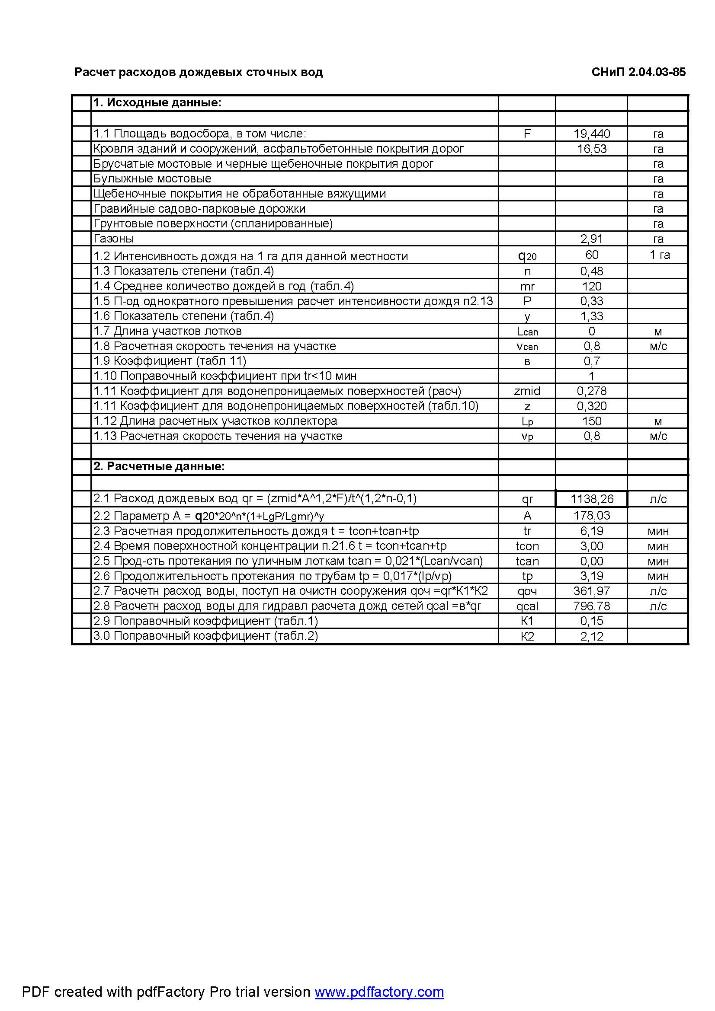 Расчет расходов дождевых сточных вод СНиП 2.04.03-85
1. Исходные данные:
1.1 Площадь водосбора, в том числе: F 19,440 га
Кровля зданий и сооружений, асфальтобетонные покрытия дорог 16,53 га
Брусчатые мостовые и черные щебеночные покрытия дорог га
Булыжные мостовые га
Щебеночные покрытия не обработанные вяжущими га
Гравийные садово-парковые дорожки га
Грунтовые поверхности (спланированные) га
Газоны 2,91 га
1.2 Интенсивность дождя на 1 га для данной местности q20 60 1 га
1.3 Показатель степени (табл.4) n 0,48
1.4 Среднее количество дождей в год (табл.4) mr 120
1.5 П-од однократного превышения расчет интенсивности дождя п2.13 P 0,33
1.6 Показатель степени (табл.4) y 1,33
1.7 Длина участков лотков Lcan 0 м
1.8 Расчетная скорость течения на участке Vcan 0,8 м/с
1.9 Коэффициент (табл 11) в 0,7
1.10 Поправочный коэффициент при tr<10 мин 1
1.11 Коэффициент для водонепроницаемых поверхностей (расч) zmid 0,278
1.11 Коэффициент для водонепроницаемых поверхностей (табл.10) z 0,320
1.12 Длина расчетных участков коллектора Lp 150 м
1.13 Расчетная скорость течения на участке Vp 0,8 м/с
2. Расчетные данные:
2.1 Расход дождевых вод qr = (zmid*A^1,2*F)/t^(1,2*n-0,1) qr 1138,26 л/с
2.2 Параметр А = q20*20^n*(1+LgP/Lgmr)^y А 178,03
2.3 Расчетная продолжительность дождя t = tcon+tcan+tp tr 6,19 мин
2.4 Время поверхностной концентрации п.21.6 t = tcon+tcan+tp tcon 3,00 мин
2.5 Прод-сть протекания по уличным лоткам tcan = 0,021*(Lcan/vcan) tcan 0,00 мин
2.6 Продолжительность протекания по трубам tp = 0,017*(lp/vp) tp 3,19 мин
2.7 Расчетн расход воды, поступ на очистн сооружения qоч =qr*K1*K2 qоч 361,97 л/с
2.8 Расчетн расход воды для гидравл расчета дожд сетей qcal =в*qr qcal 796,78 л/с
2.9 Поправочный коэффициент (табл.1) К1 0,15
3.0 Поправочный коэффициент (табл.2) К2 2,12
PDF created with pdfFactory Pro trial version www.pdffactory.com